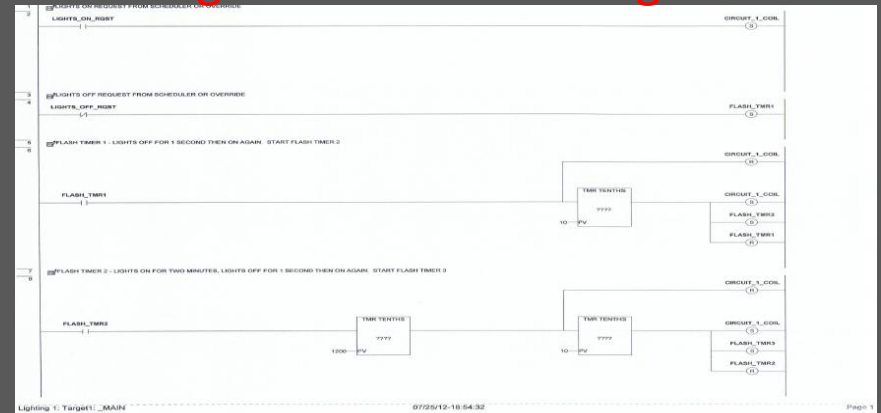 1
LIGHTS ON REQUEST FROM SCHEDULER OR OVERRIDE
2
LIGHTS_ON_RQST
CIRCUIT_1_COIL
S
3
LIGHTS OFF REQUEST FROM SCHEDULER OR OVERRIDE
4
LIGHTS_OFF_RQST
FLASH_TMR1
S
5
FLASH TIMER 1 - LIGHTS OFF FOR 1 SECOND THEN ON AGAIN. START FLASH TIMER 2
6
CIRCUIT_1_COIL
R
FLASH_TMR1
TMR TENTHS
????
10 PV
CIRCUIT_1_COIL
S
FLASH_TMR2
S
FLASH_TMR1
R
7
FLASH TIMER 2 - LIGHTS ON FOR TWO MINUTES, LIGHTS OFF FOR 1 SECOND THEN ON AGAIN. START FLASH TIMER 3
8
CIRCUIT_1_COIL
R
FLASH_TMR2
TMR TENTHS
????
1200 PV
TMR TENTHS
????
10 PV
CIRCUIT_1_COIL
S
FLASH_TMR3
S
FLASH_TMR2
R
Lighting 1: Target1: _MAIN 07/25/12-18:54:32 Page 1